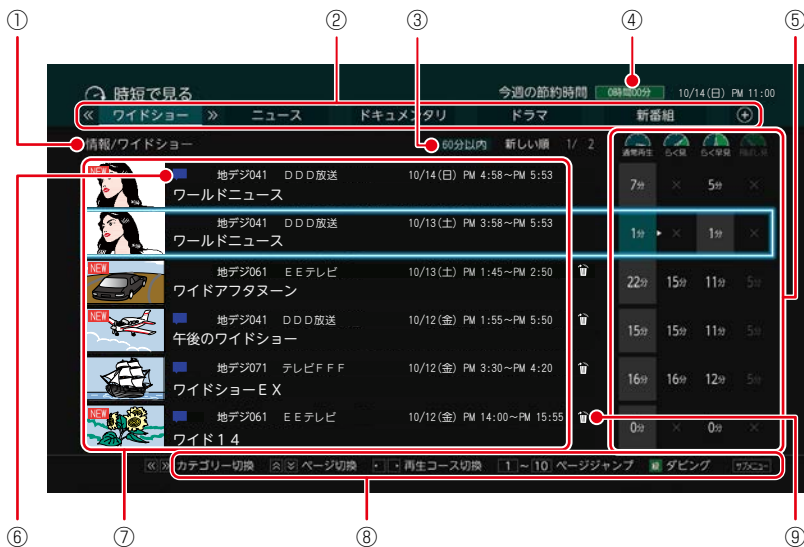 ① ② ③ ④ ⑤
時短で見る 今週の節約時間 0時間00分 10/14(日) PM 11:00
« ワイドショー » ニュース ドキュメンタリ ドラマ 新番組 +
情報/ワイドショー 60分以内 新しい順 1/ 2 通常再生 らく見 らく早見
⑥
NEW 地デジ041 DDD放送 10/14(日) PM 4:58〜PM 5:53
ワールドニュース 7分 × 5分 ×
地デジ041 DDD放送 10/13(土) PM 3:58〜PM 5:53
ワールドニュース 1分 × 1分 ×
NEW 地デジ061 EEテレビ 10/13(土) PM 1:45〜PM 2:50
ワイドアフタヌーン 22分 15分 11分 5分
NEW 地デジ041 DDD放送 10/12(金) PM 1:55〜PM 5:50
午後のワイドショー 15分 15分 11分 5分
地デジ071 テレビFFF 10/12(金) PM 3:30〜PM 4:20
ワイドショーEX 16分 16分 12分 5分
NEW 地デジ061 EEテレビ 10/12(金) PM 14:00〜PM 15:55
ワイド14 0分 × 0分 ×
« » カテゴリー切換 ページ切換 再生コース切換 1 〜 10 ページジャンプ 緑 ダビング サブメニュー
⑦ ⑧ ⑨